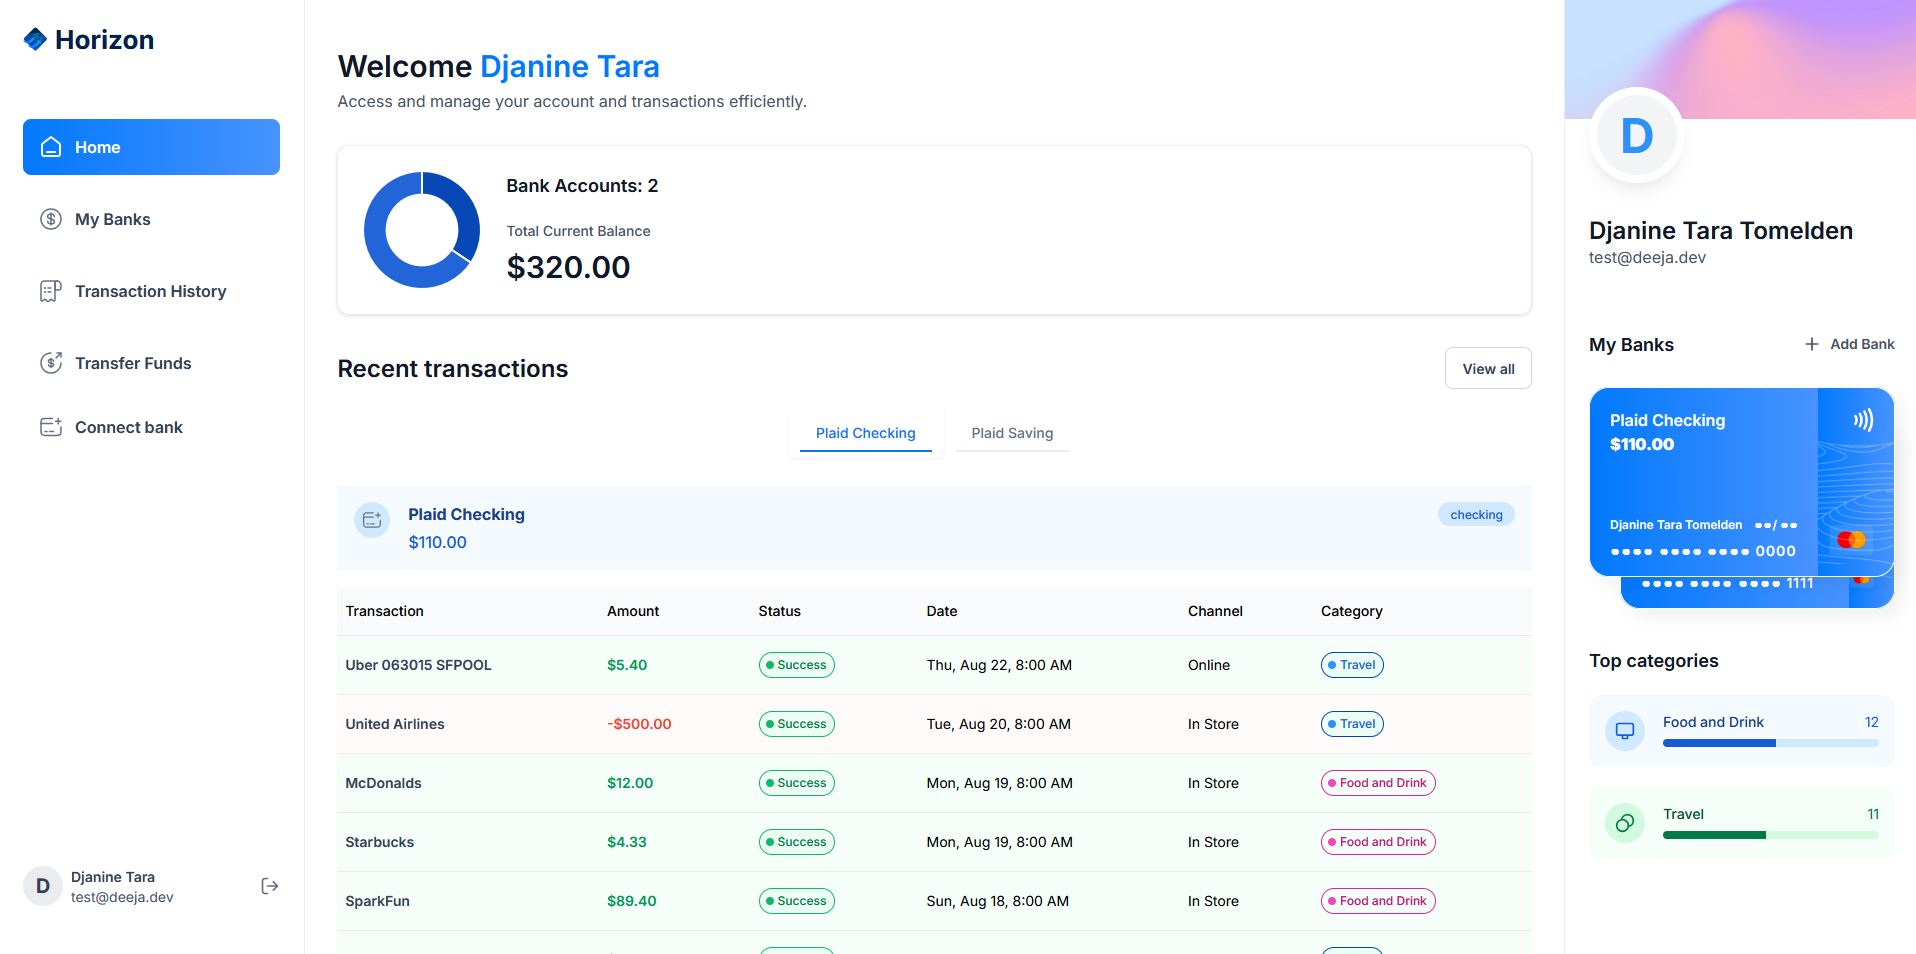 Horizon
Home
My Banks
Transaction History
Transfer Funds
Connect bank
D
Djanine Tara
test@deeja.dev
Welcome Djanine Tara
Access and manage your account and transactions efficiently.
Bank Accounts: 2
Total Current Balance
$320.00
Recent transactions
View all
Plaid Checking
Plaid Saving
Plaid Checking
$110.00
checking
Transaction Amount Status Date Channel Category
Uber 063015 SFPOOL $5.40 Success Thu, Aug 22, 8:00 AM Online Travel
United Airlines -$500.00 Success Tue, Aug 20, 8:00 AM In Store Travel
McDonalds $12.00 Success Mon, Aug 19, 8:00 AM In Store Food and Drink
Starbucks $4.33 Success Mon, Aug 19, 8:00 AM In Store Food and Drink
SparkFun $89.40 Success Sun, Aug 18, 8:00 AM In Store Food and Drink
D
Djanine Tara Tomelden
test@deeja.dev
My Banks
+ Add Bank
Plaid Checking
$110.00
Djanine Tara Tomelden ●●/●●
●●●● ●●●● ●●●● 0000
●●●● ●●●● ●●●● 1111
Top categories
Food and Drink 12
Travel 11